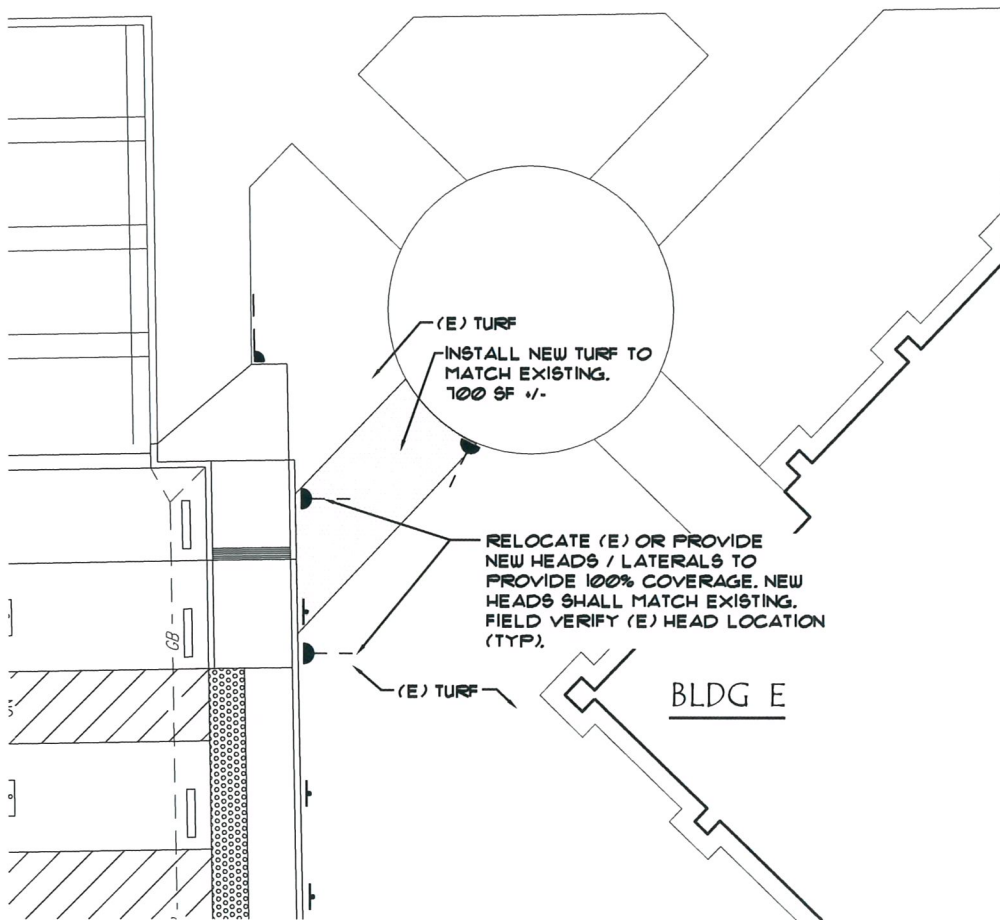 (E) TURF
INSTALL NEW TURF TO
MATCH EXISTING.
700 SF +/-
RELOCATE (E) OR PROVIDE
NEW HEADS / LATERALS TO
PROVIDE 100% COVERAGE. NEW
HEADS SHALL MATCH EXISTING.
FIELD VERIFY (E) HEAD LOCATION
(TYP).
GB
(E) TURF
BLDG E